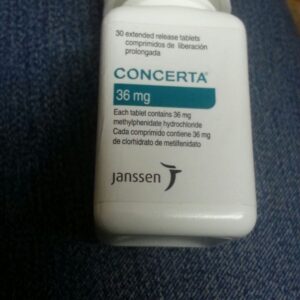 30 extended release tablets
comprimidos de liberación
prolongada
CONCERTA®
36 mg
Each tablet contains 36 mg
methylphenidate hydrochloride
Cada comprimido contiene 36 mg
de clorhidrato de metilfenidato
janssen